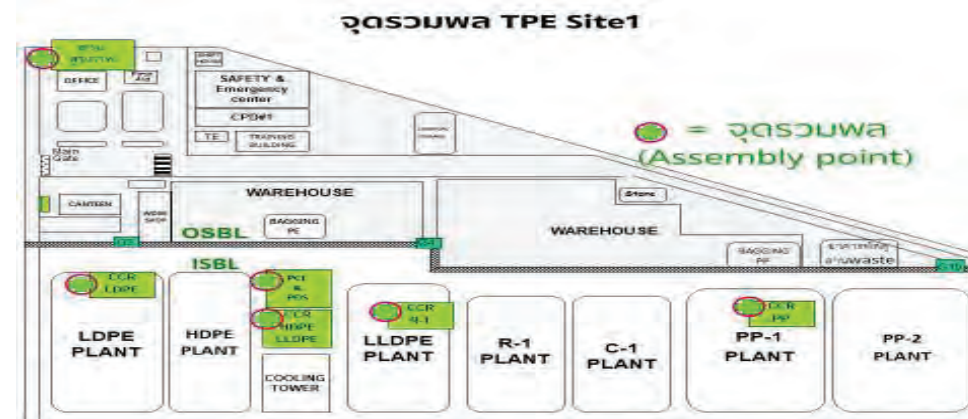 จุดรวมพล TPE Site1
OFFICE
SAFETY &
Emergency
center
CPD#1
TE
TRAINING
BUILDING
= จุดรวมพล
(Assembly point)
Main
Gate
CANTEEN
WORK
SHOP
WAREHOUSE
BAGGING
PE
OSBL
ISBL
Store
WAREHOUSE
BAGGING
PP
CCR
LDPE
LDPE
PLANT
HDPE
PLANT
CCR
HDPE
LLDPE
COOLING
TOWER
CCR
LLDPE
PLANT
R-1
PLANT
C-1
PLANT
CCR
PP
PP-1
PLANT
PP-2
PLANT